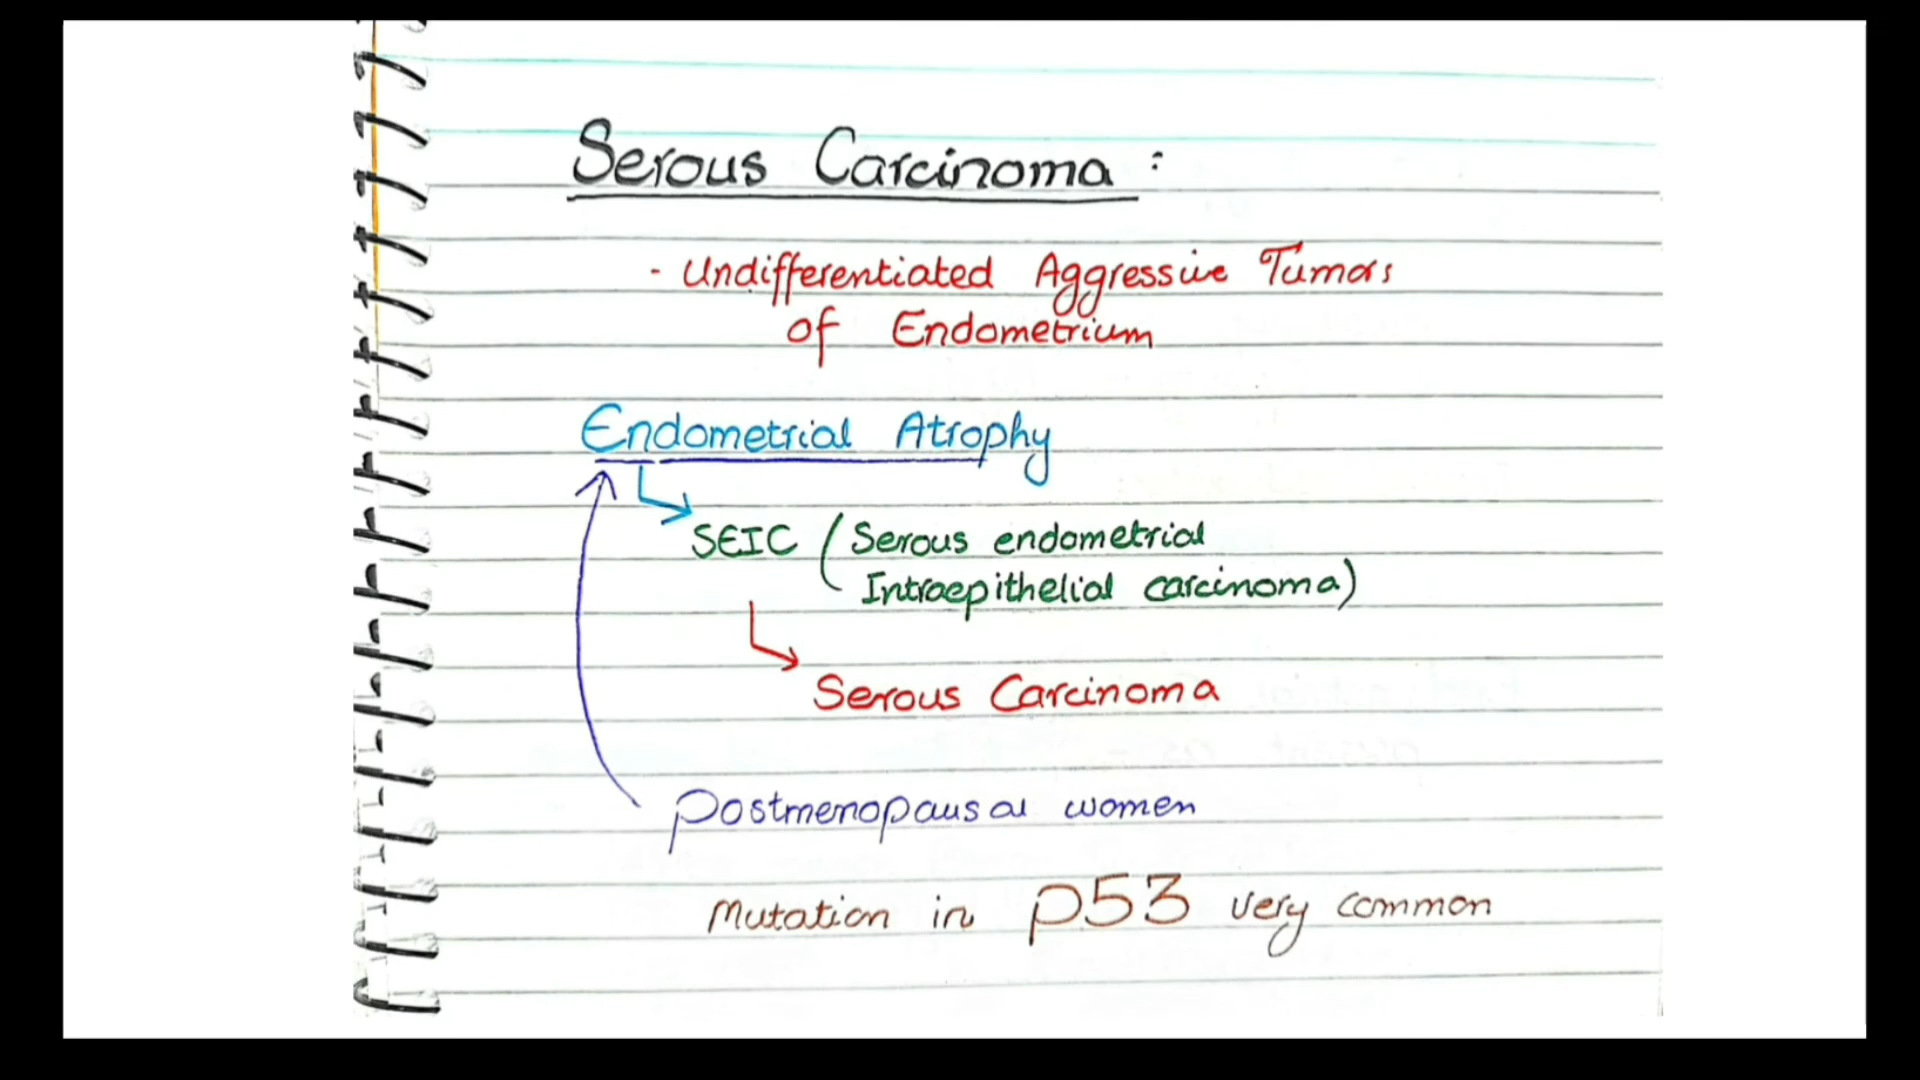 Serous Carcinoma :
- Undifferentiated Aggressive Tumors
of Endometrium
Endometrial Atrophy
SEIC (Serous endometrial
Intraepithelial carcinoma)
Serous Carcinoma
Postmenopausal women
Mutation in p53 very common